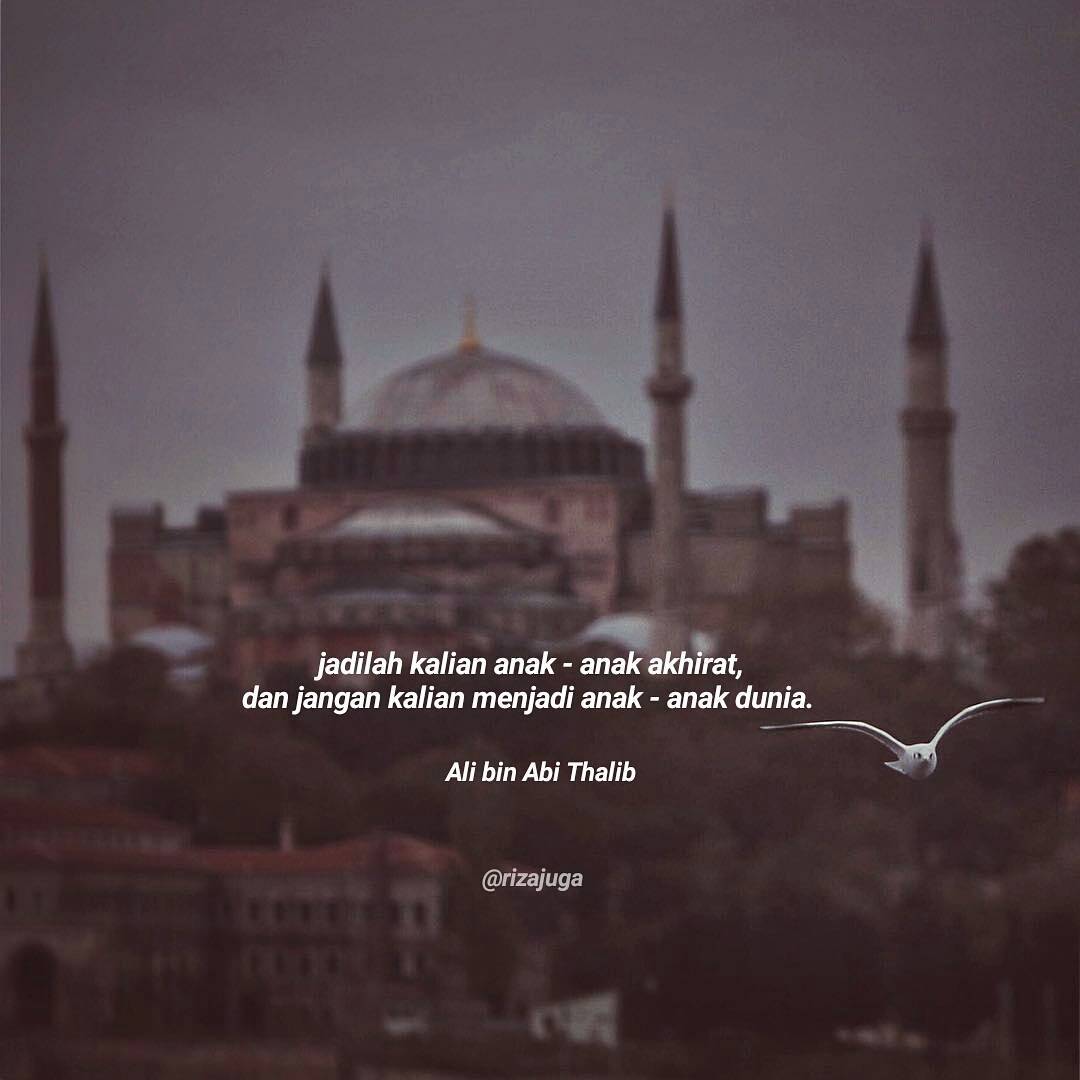 jadilah kalian anak - anak akhirat,
dan jangan kalian menjadi anak - anak dunia.
Ali bin Abi Thalib
@rizajuga